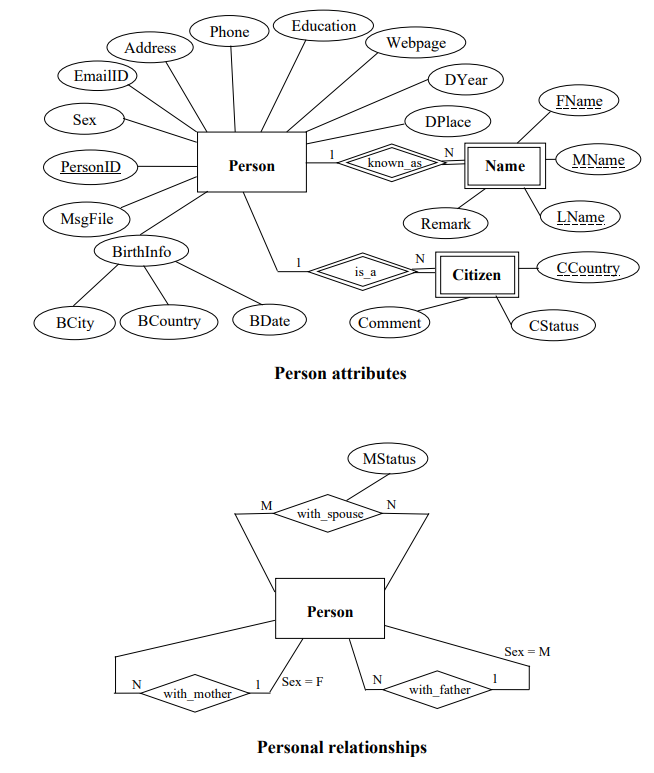 Phone
Education
Address
Webpage
EmailID
DYear
FName
Sex
DPlace
PersonID
Person
1
known_as
N
Name
MName
MsgFile
Remark
LName
BirthInfo
1
is_a
N
Citizen
CCountry
BCity
BCountry
BDate
Comment
CStatus
Person attributes
MStatus
M
with_spouse
N
Person
Sex = M
N
with_mother
1
Sex = F
N
with_father
1
Personal relationships